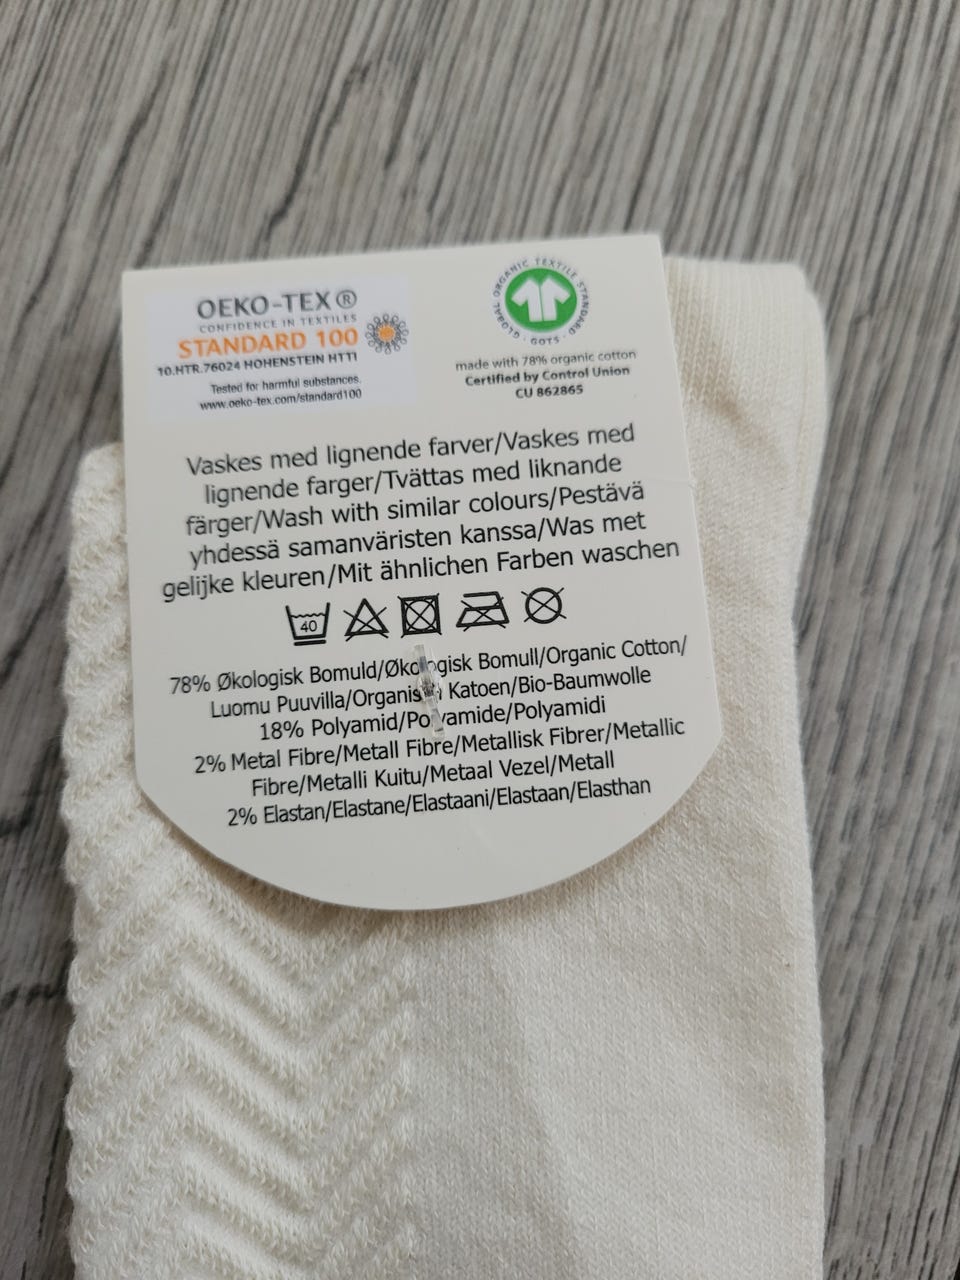 OEKO-TEX®
CONFIDENCE IN TEXTILES
STANDARD 100
10.HTR.76024 HOHENSTEIN HTTI
Tested for harmful substances.
www.oeko-tex.com/standard100
GLOBAL ORGANIC TEXTILE STANDARD · GOTS ·
made with 78% organic cotton
Certified by Control Union
CU 862865
Vaskes med lignende farver/Vaskes med
lignende farger/Tvättas med liknande
färger/Wash with similar colours/Pestävä
yhdessä samanväristen kanssa/Was met
gelijke kleuren/Mit ähnlichen Farben waschen
40
78% Økologisk Bomuld/Økologisk Bomull/Organic Cotton/
Luomu Puuvilla/Organisch Katoen/Bio-Baumwolle
18% Polyamid/Polyamide/Polyamidi
2% Metal Fibre/Metall Fibre/Metallisk Fibrer/Metallic
Fibre/Metalli Kuitu/Metaal Vezel/Metall
2% Elastan/Elastane/Elastaani/Elastaan/Elasthan